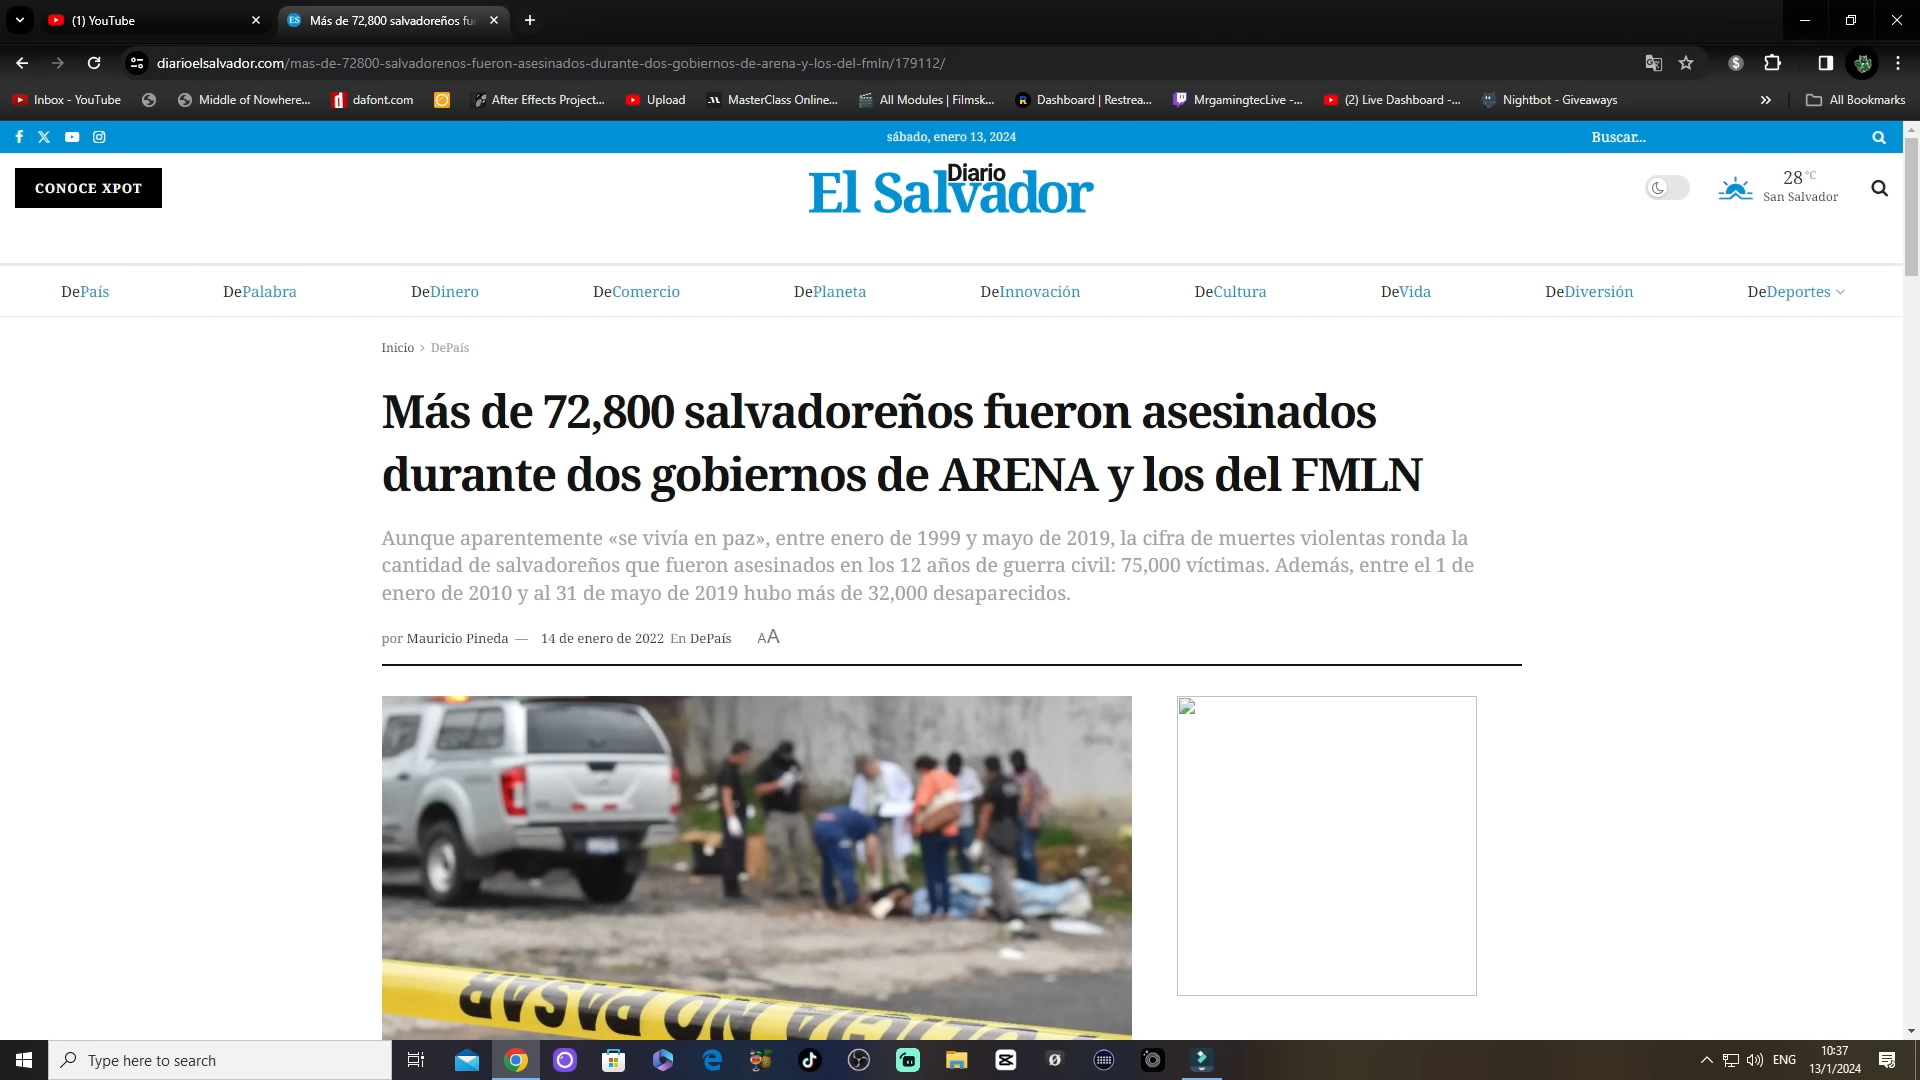 (1) YouTube
Más de 72,800 salvadoreños fu
diarioelsalvador.com/mas-de-72800-salvadorenos-fueron-asesinados-durante-dos-gobiernos-de-arena-y-los-del-fmln/179112/
Inbox - YouTube
Middle of Nowhere...
dafont.com
After Effects Project...
Upload
MasterClass Online...
All Modules | Filmsk...
Dashboard | Restrea...
MrgamingtecLive -...
(2) Live Dashboard -...
Nightbot - Giveaways
All Bookmarks
sábado, enero 13, 2024
Buscar...
CONOCE XPOT
Diario
El Salvador
28 °C
San Salvador
DePaís
DePalabra
DeDinero
DeComercio
DePlaneta
DeInnovación
DeCultura
DeVida
DeDiversión
DeDeportes
Inicio > DePaís
Más de 72,800 salvadoreños fueron asesinados
durante dos gobiernos de ARENA y los del FMLN
Aunque aparentemente «se vivía en paz», entre enero de 1999 y mayo de 2019, la cifra de muertes violentas ronda la
cantidad de salvadoreños que fueron asesinados en los 12 años de guerra civil: 75,000 víctimas. Además, entre el 1 de
enero de 2010 y al 31 de mayo de 2019 hubo más de 32,000 desaparecidos.
por Mauricio Pineda — 14 de enero de 2022 En DePaís AA
POLICIA NO PASAR
Type here to search
ENG
10:37
13/1/2024